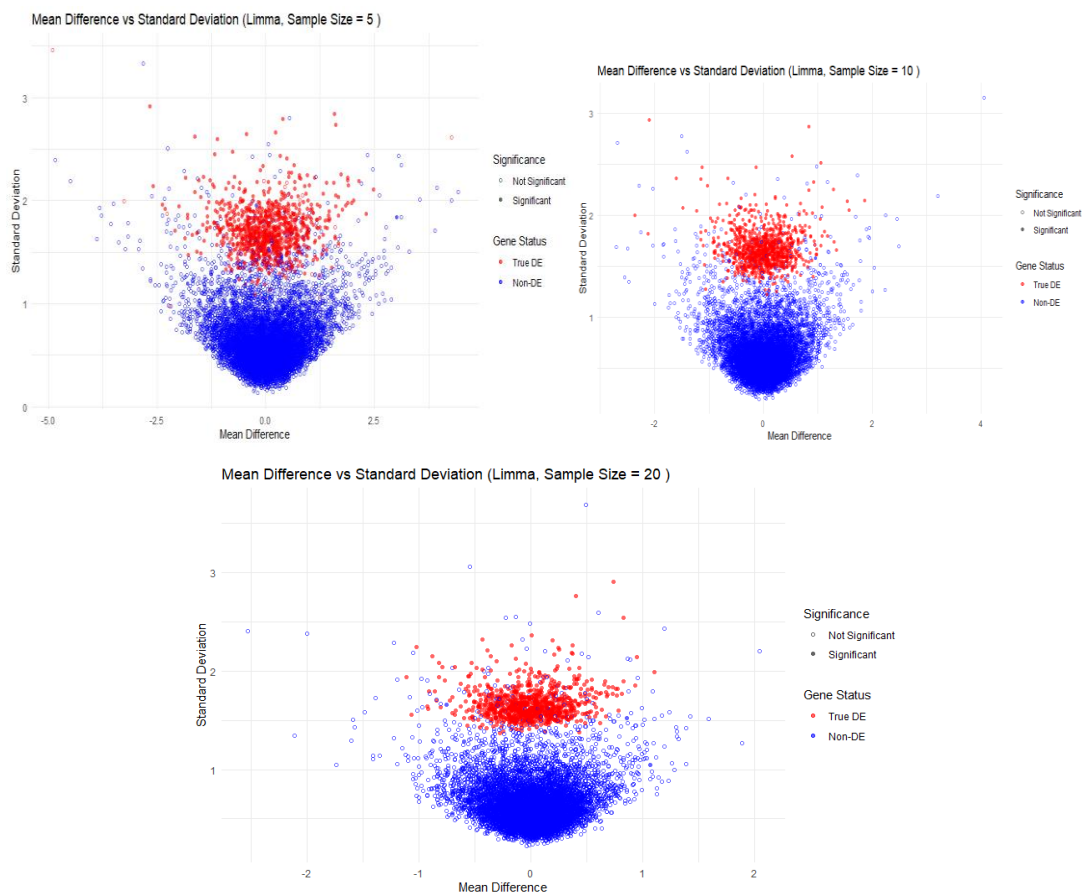 Mean Difference vs Standard Deviation (Limma, Sample Size = 5 )
3
2
1
0
Standard Deviation
-5.0
-2.5
0.0
2.5
Mean Difference
Significance
Not Significant
Significant
Gene Status
True DE
Non-DE
Mean Difference vs Standard Deviation (Limma, Sample Size = 10 )
3
2
1
Standard Deviation
-2
0
2
4
Mean Difference
Significance
Not Significant
Significant
Gene Status
True DE
Non-DE
Mean Difference vs Standard Deviation (Limma, Sample Size = 20 )
3
2
1
Standard Deviation
-2
-1
0
1
2
Mean Difference
Significance
Not Significant
Significant
Gene Status
True DE
Non-DE